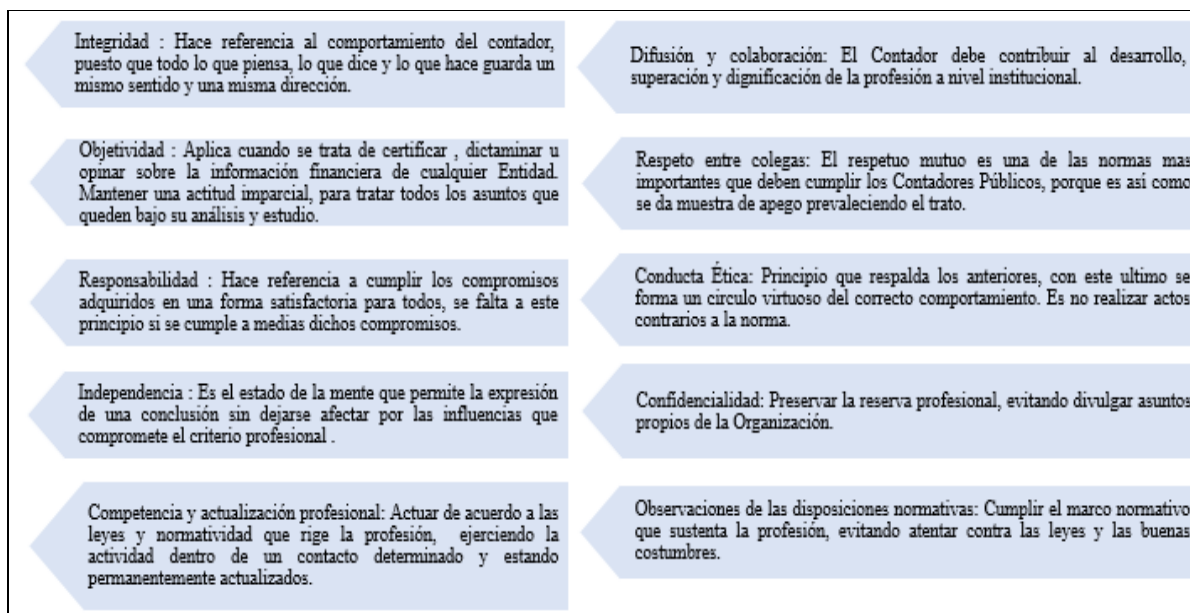 Integridad : Hace referencia al comportamiento del contador,
puesto que todo lo que piensa, lo que dice y lo que hace guarda un
mismo sentido y una misma dirección.
Objetividad : Aplica cuando se trata de certificar , dictaminar u
opinar sobre la información financiera de cualquier Entidad.
Mantener una actitud imparcial, para tratar todos los asuntos que
queden bajo su análisis y estudio.
Responsabilidad : Hace referencia a cumplir los compromisos
adquiridos en una forma satisfactoria para todos, se falta a este
principio si se cumple a medias dichos compromisos.
Independencia : Es el estado de la mente que permite la expresión
de una conclusión sin dejarse afectar por las influencias que
compromete el criterio profesional .
Competencia y actualización profesional: Actuar de acuerdo a las
leyes y normatividad que rige la profesión, ejerciendo la
actividad dentro de un contacto determinado y estando
permanentemente actualizados.
Difusión y colaboración: El Contador debe contribuir al desarrollo,
superación y dignificación de la profesión a nivel institucional.
Respeto entre colegas: El respetuo mutuo es una de las normas mas
importantes que deben cumplir los Contadores Públicos, porque es así como
se da muestra de apego prevaleciendo el trato.
Conducta Ética: Principio que respalda los anteriores, con este ultimo se
forma un circulo virtuoso del correcto comportamiento. Es no realizar actos
contrarios a la norma.
Confidencialidad: Preservar la reserva profesional, evitando divulgar asuntos
propios de la Organización.
Observaciones de las disposiciones normativas: Cumplir el marco normativo
que sustenta la profesión, evitando atentar contra las leyes y las buenas
costumbres.